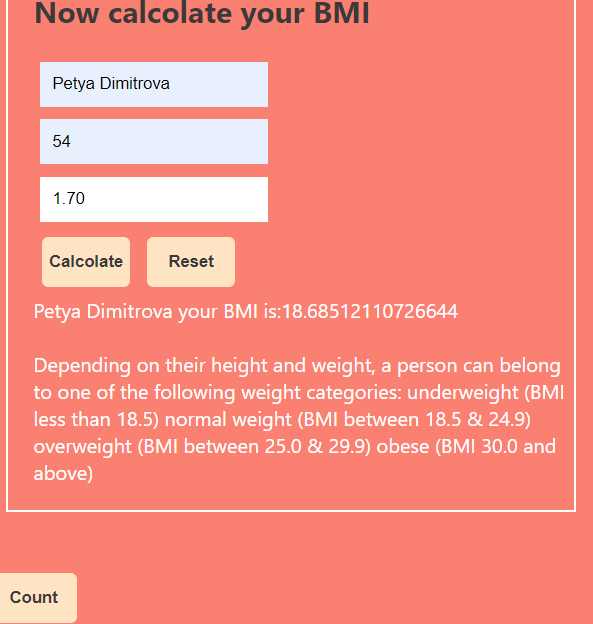 Now calcolate your BMI
Petya Dimitrova
54
1.70
Calcolate Reset
Petya Dimitrova your BMI is:18.68512110726644
Depending on their height and weight, a person can belong
to one of the following weight categories: underweight (BMI
less than 18.5) normal weight (BMI between 18.5 & 24.9)
overweight (BMI between 25.0 & 29.9) obese (BMI 30.0 and
above)
Count